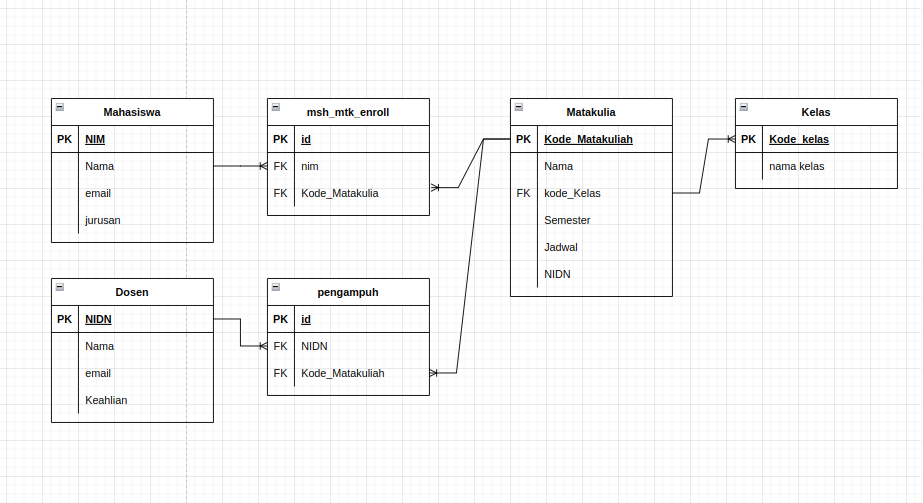 Mahasiswa
PK NIM
Nama
email
jurusan
msh_mtk_enroll
PK id
FK nim
FK Kode_Matakulia
Matakulia
PK Kode_Matakuliah
Nama
FK kode_Kelas
Semester
Jadwal
NIDN
Kelas
PK Kode_kelas
nama kelas
Dosen
PK NIDN
Nama
email
Keahlian
pengampuh
PK id
FK NIDN
FK Kode_Matakuliah